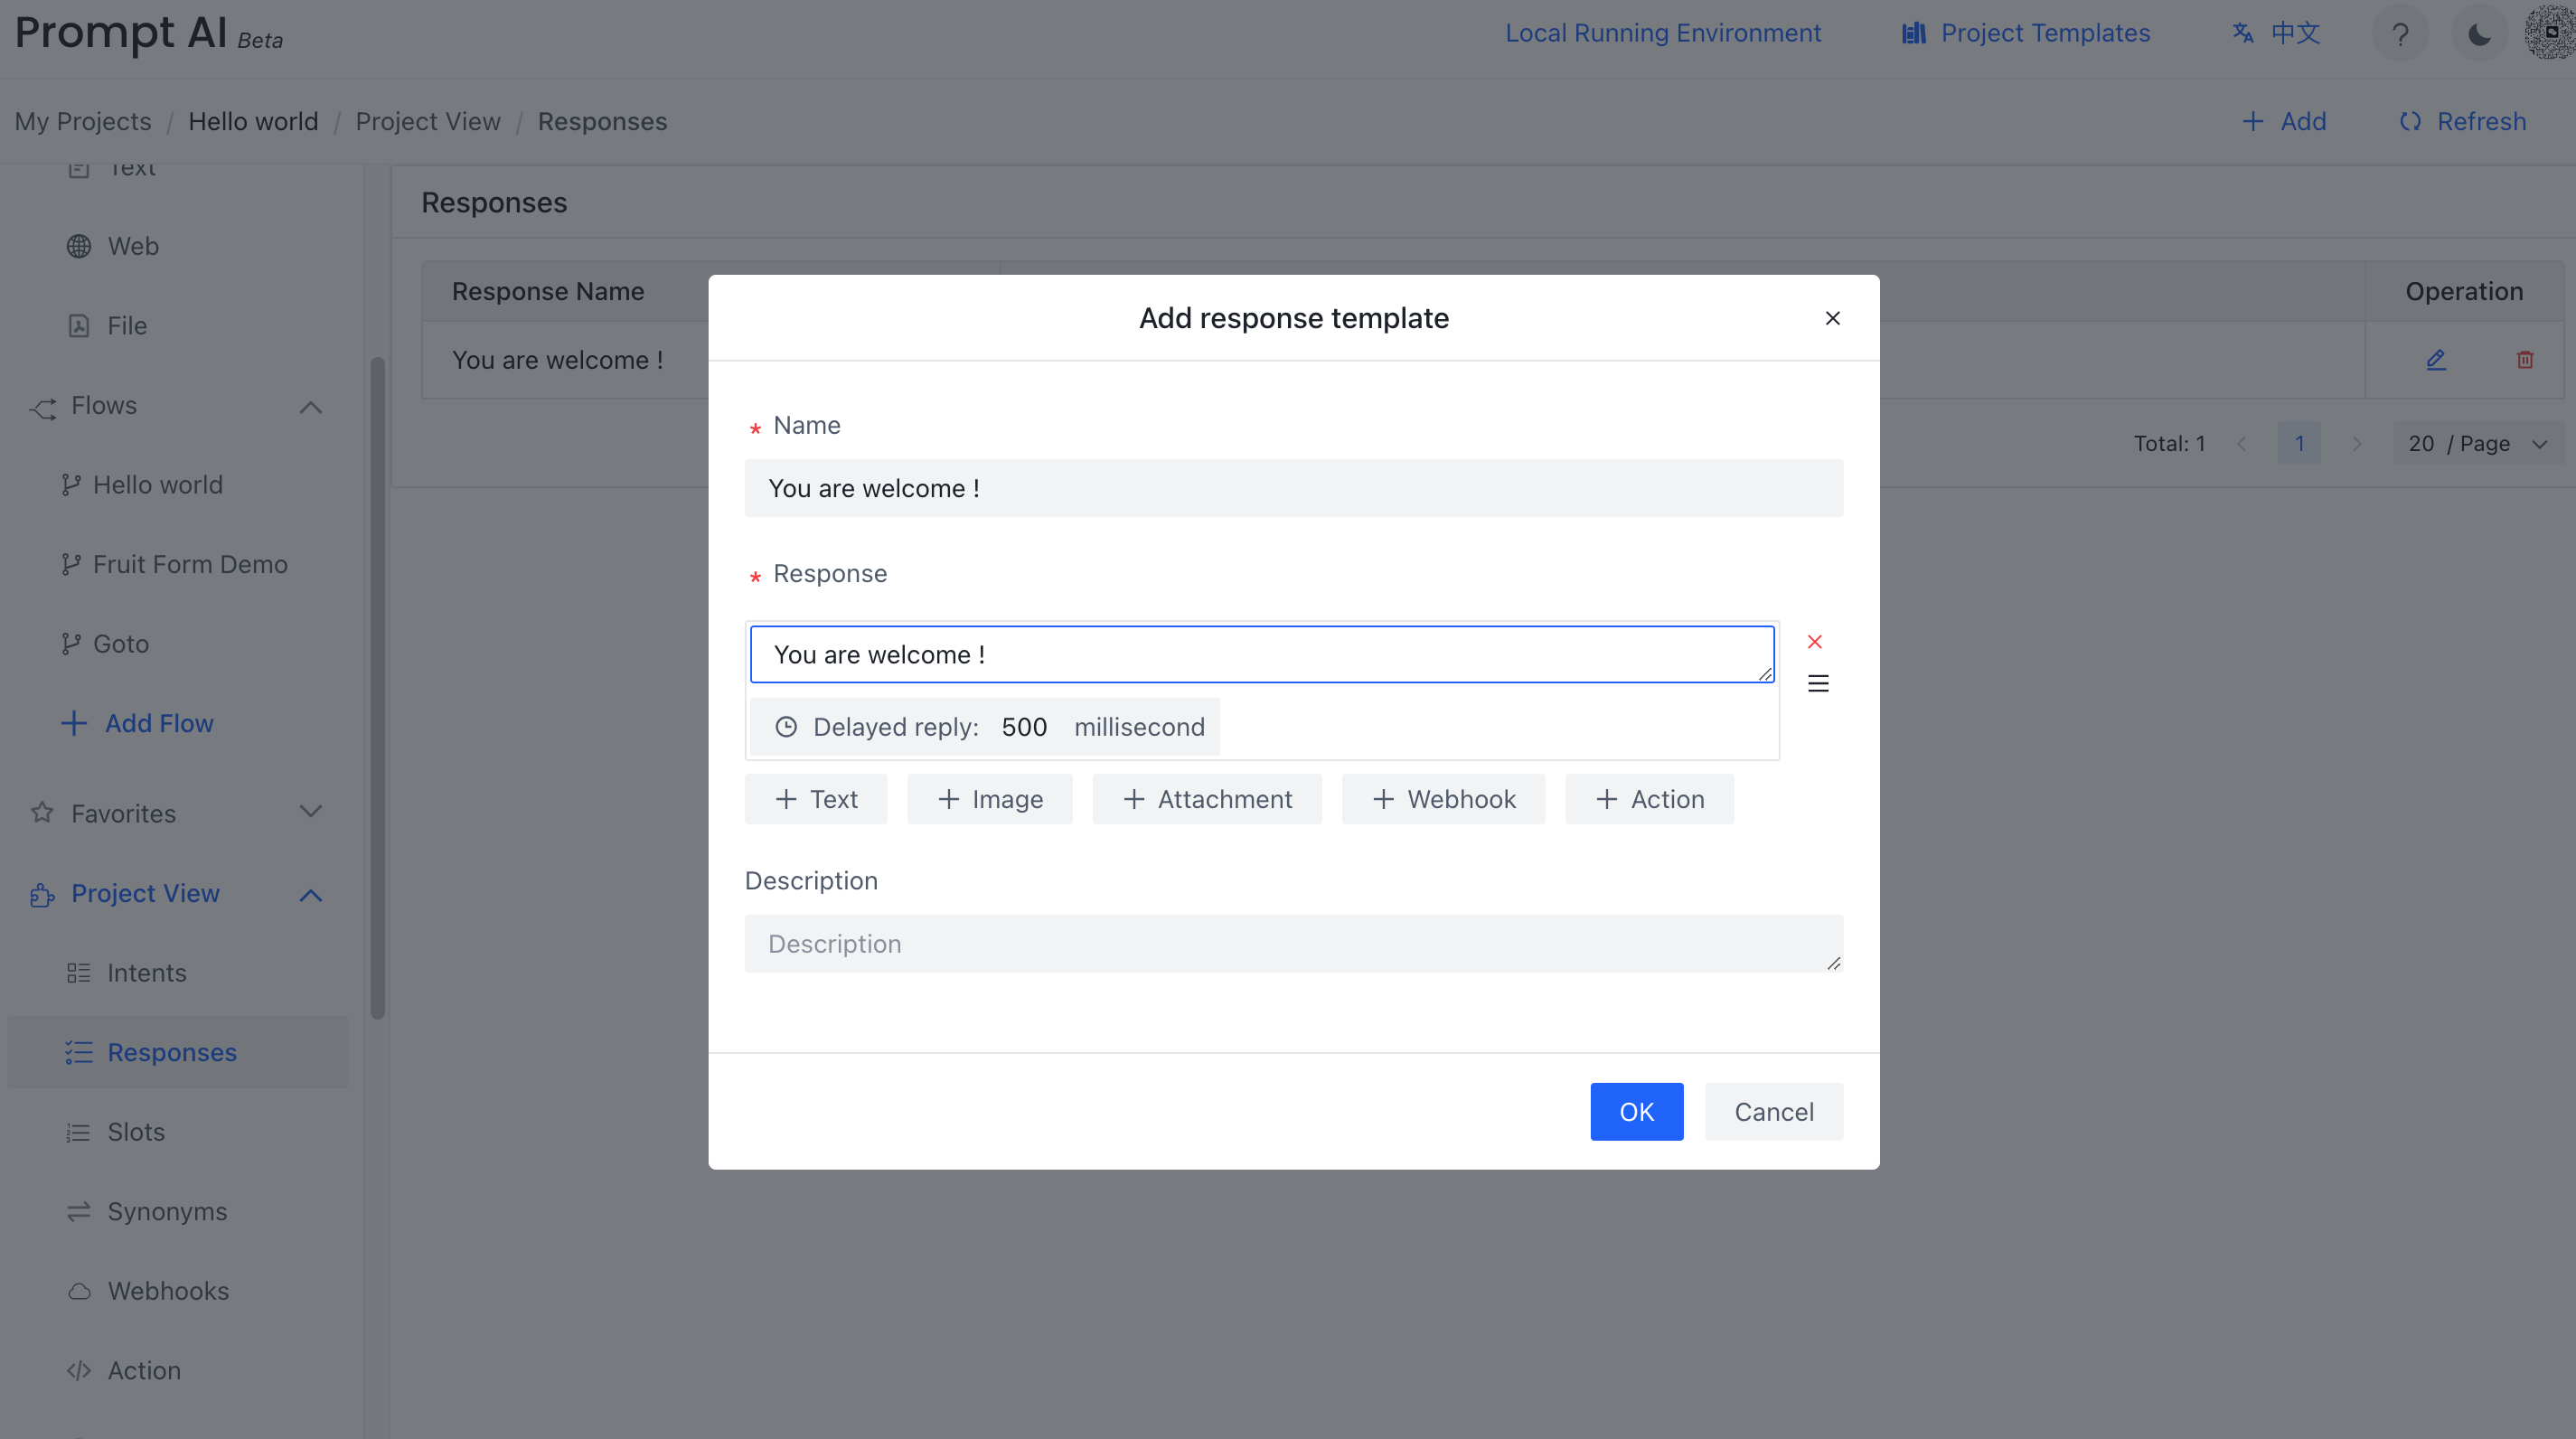 Prompt AI Beta
Local Running Environment
Project Templates
中文
?
My Projects / Hello world / Project View / Responses
+ Add
Refresh
Text
Web
File
Flows
Hello world
Fruit Form Demo
Goto
+ Add Flow
Favorites
Project View
Intents
Responses
Slots
Synonyms
Webhooks
Action
Responses
Response Name
Operation
You are welcome !
Total: 1
1
20 / Page
Add response template
* Name
You are welcome !
* Response
You are welcome !
Delayed reply: 500 millisecond
+ Text
+ Image
+ Attachment
+ Webhook
+ Action
Description
Description
OK
Cancel